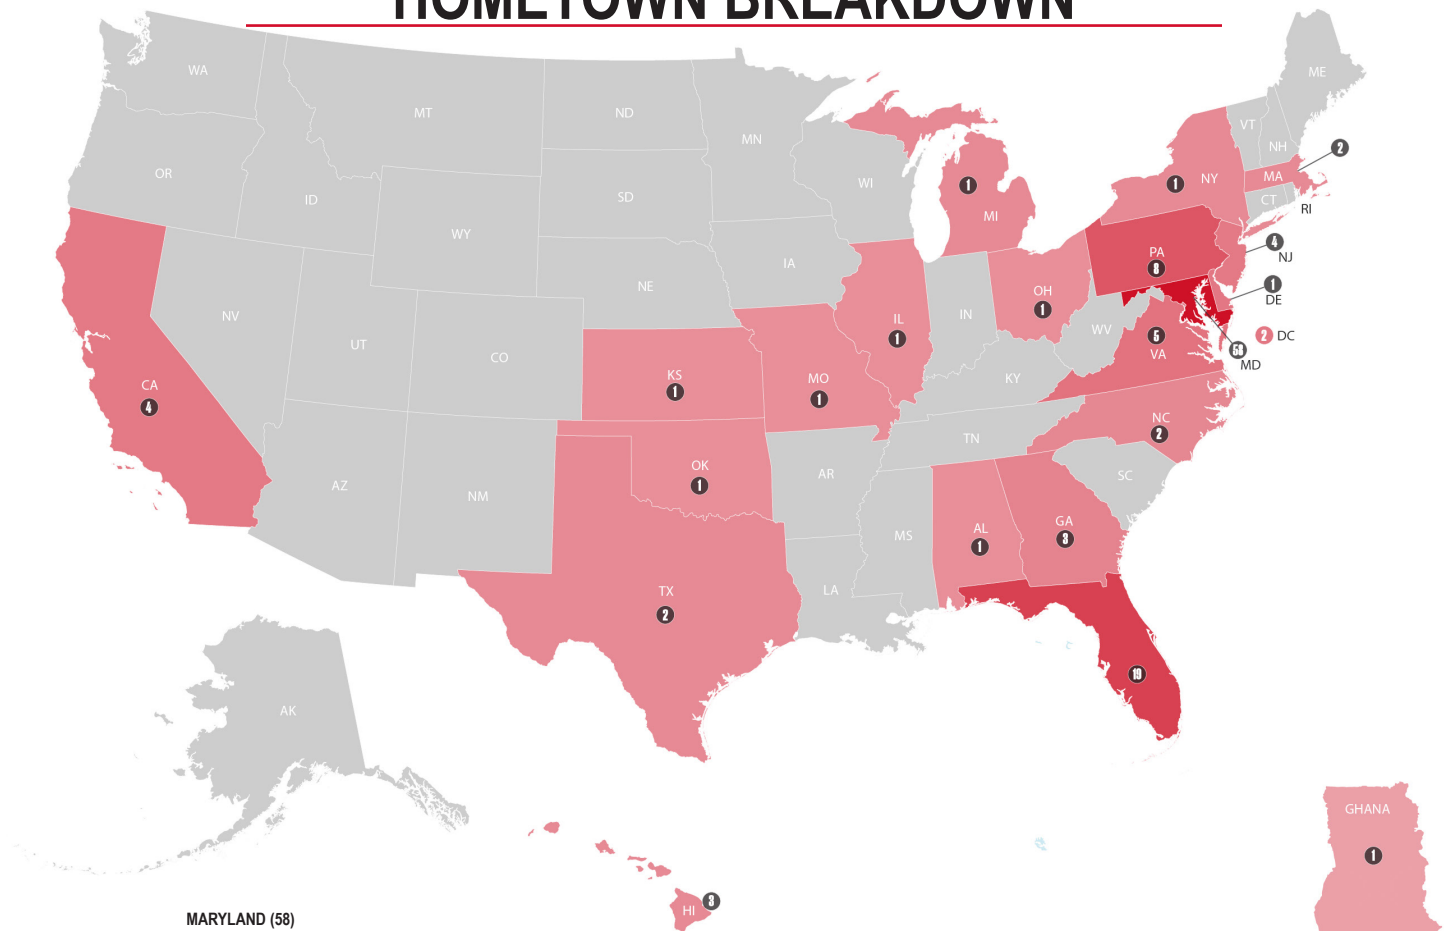 HOMETOWN BREAKDOWN
WA
ME
MT
ND
VT
MN
NH
2
OR
WI
1
1
NY
MA
ID
SD
CT
RI
MI
WY
4
PA
NJ
8
IA
1
NE
OH
DE
1
IN
NV
IL
WV
5
2 DC
1
58
UT
VA
MD
CO
KS
MO
KY
CA
1
1
4
NC
2
TN
OK
AR
SC
AZ
1
NM
GA
AL
MS
3
1
TX
LA
2
19
AK
GHANA
1
3
HI
MARYLAND (58)